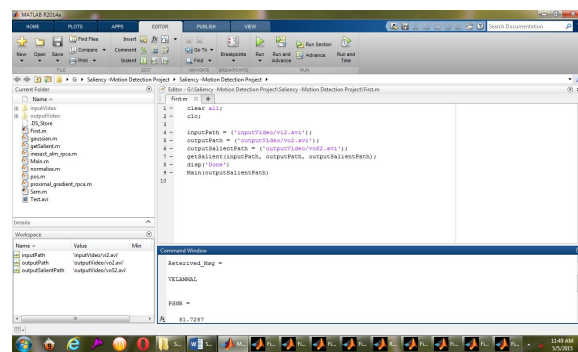 MATLAB R2014a
HOME PLOTS APPS EDITOR PUBLISH VIEW Search Documentation
New Open Save Find Files Compare Print Insert Comment Indent Go To Find Breakpoints Run Run and Advance Run Section Advance Run and Time
FILE EDIT NAVIGATE BREAKPOINTS RUN
G: Saliency -Motion Detection Project Saliency -Motion Detection Project
Current Folder
Name
inputVideo
outputVideo
.DS_Store
First.m
gaussian.m
getSalient.m
inexact_alm_rpca.m
Main.m
normalize.m
pos.m
proximal_gradient_rpca.m
Sam.m
Test.avi
Details
Workspace
Name Value Min
inputPath 'inputVideo/vi2.avi'
outputPath 'outputVideo/vo2.avi'
outputSalientPath 'outputVideo/voS2.avi'
Editor - G:\Saliency -Motion Detection Project\Saliency -Motion Detection Project\First.m
First.m
1 - clear all;
2 - clc;
3
4 - inputPath = ('inputVideo/vi2.avi');
5 - outputPath = ('outputVideo/vo2.avi');
6 - outputSalientPath = ('outputVideo/voS2.avi');
7 - getSalient(inputPath, outputPath, outputSalientPath);
8 - disp('Done')
9 - Main(outputSalientPath)
10
Command Window
Reterived_Msg =
VELAMMAL
PSNR =
81.7287
11:49 AM
5/5/2015